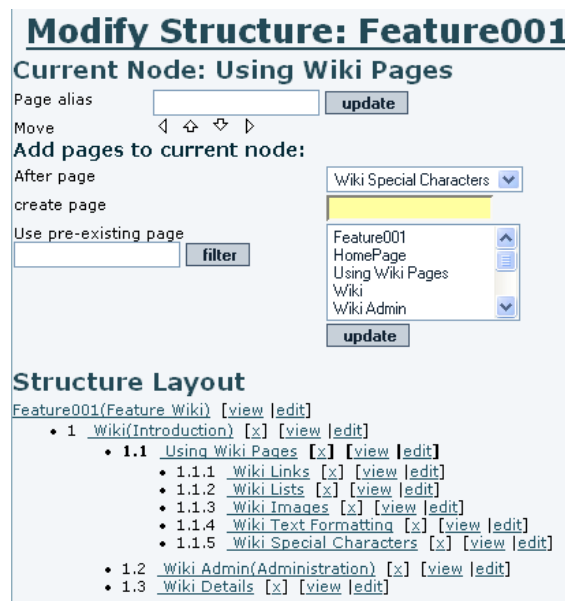 Modify Structure: Feature001
Current Node: Using Wiki Pages
Page alias update
Move
Add pages to current node:
After page Wiki Special Characters
create page
Use pre-existing page
filter
Feature001
HomePage
Using Wiki Pages
Wiki
Wiki Admin
update
Structure Layout
Feature001(Feature Wiki) [view |edit]
• 1 Wiki(Introduction) [x] [view |edit]
• 1.1 Using Wiki Pages [x] [view |edit]
• 1.1.1 Wiki Links [x] [view |edit]
• 1.1.2 Wiki Lists [x] [view |edit]
• 1.1.3 Wiki Images [x] [view |edit]
• 1.1.4 Wiki Text Formatting [x] [view |edit]
• 1.1.5 Wiki Special Characters [x] [view |edit]
• 1.2 Wiki Admin(Administration) [x] [view |edit]
• 1.3 Wiki Details [x] [view |edit]